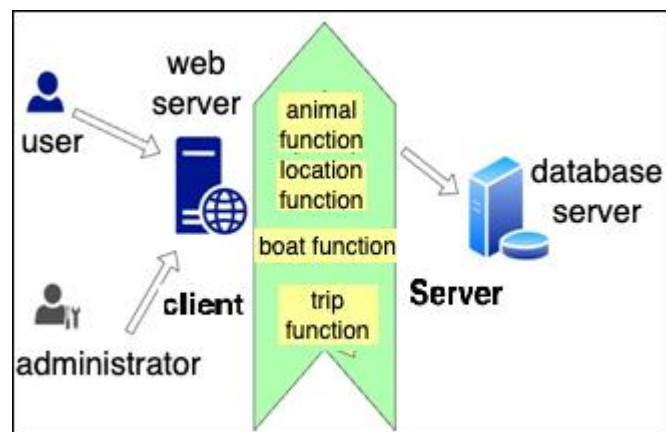 user
web
server
administrator
client
animal
function
location
function
boat function
trip
function
Server
database
server